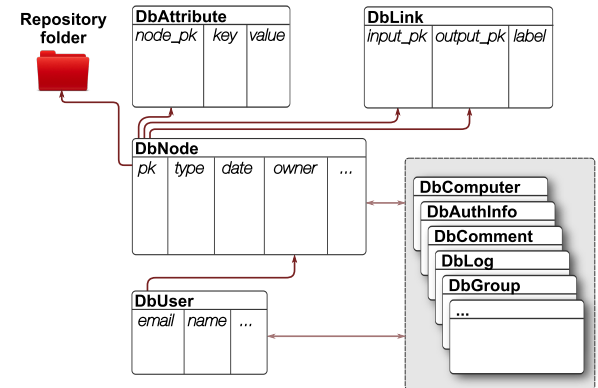 Repository
folder
DbAttribute
node_pk key value
DbLink
input_pk output_pk label
DbNode
pk type date owner ...
DbComputer
DbAuthInfo
DbComment
DbLog
DbGroup
...
DbUser
email name ...